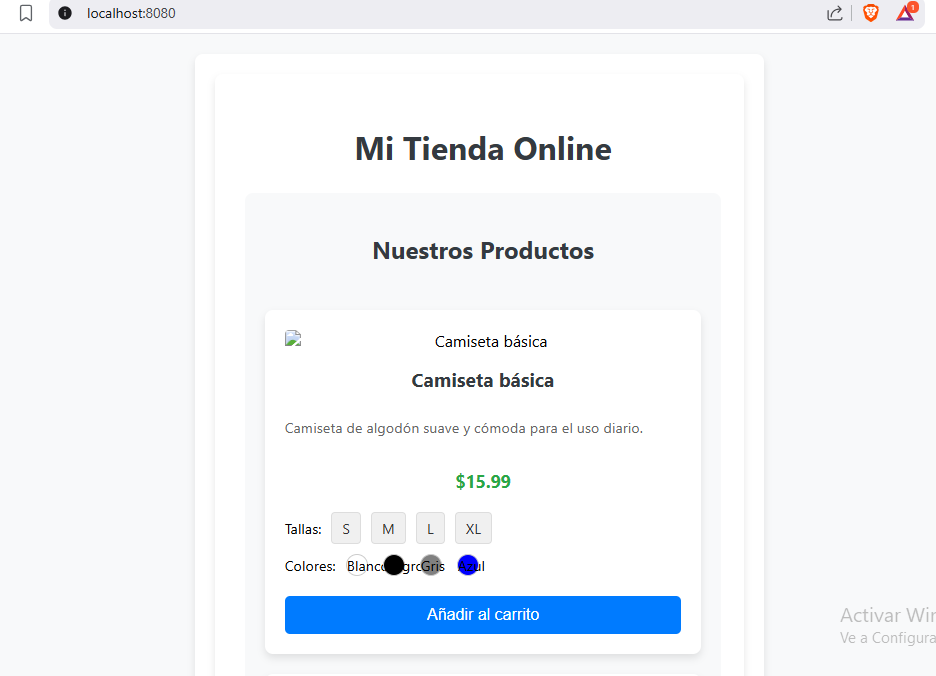 localhost:8080
1
Mi Tienda Online
Nuestros Productos
Camiseta básica
Camiseta básica
Camiseta de algodón suave y cómoda para el uso diario.
$15.99
Tallas: S M L XL
Colores: Blanco gro Gris Azul
Añadir al carrito
Activar Win
Ve a Configura